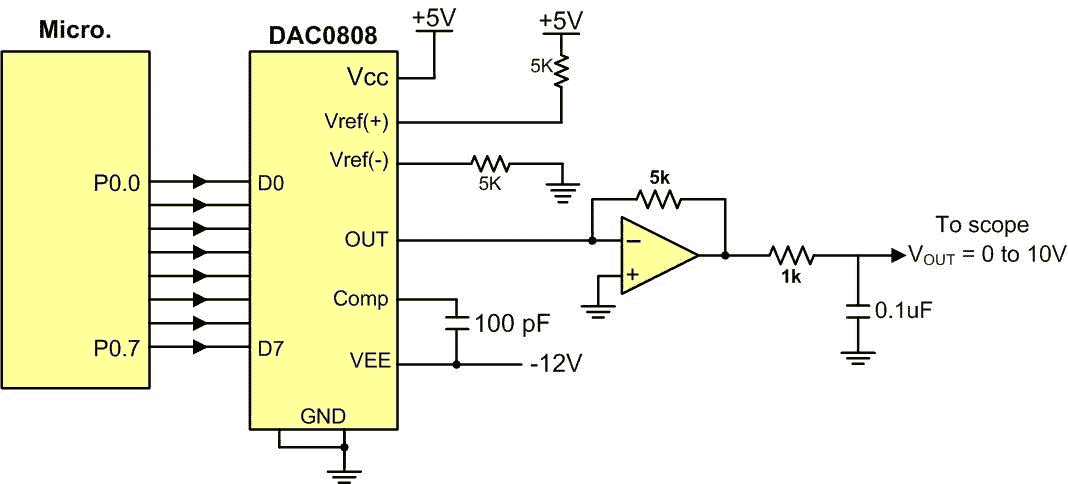 Micro.
DAC0808
+5V
+5V
Vcc
5K
Vref(+)
Vref(-)
5K
P0.0
D0
5k
OUT
To scope
VOUT = 0 to 10V
1k
Comp
100 pF
0.1uF
P0.7
D7
VEE
-12V
GND
−
+